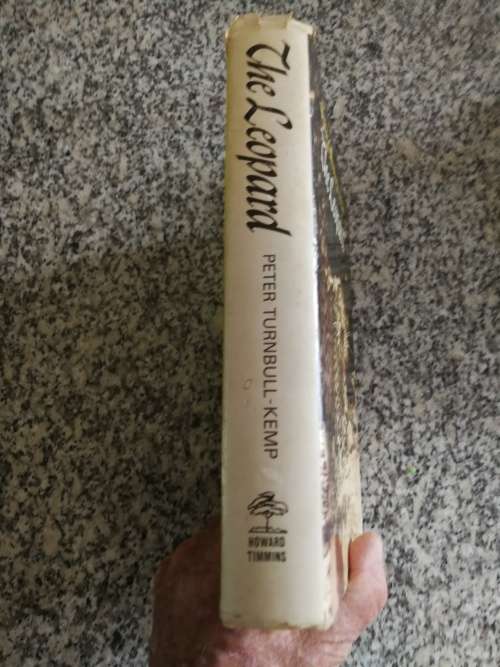 The Leopard
PETER TURNBULL-KEMP
HOWARD
TIMMINS